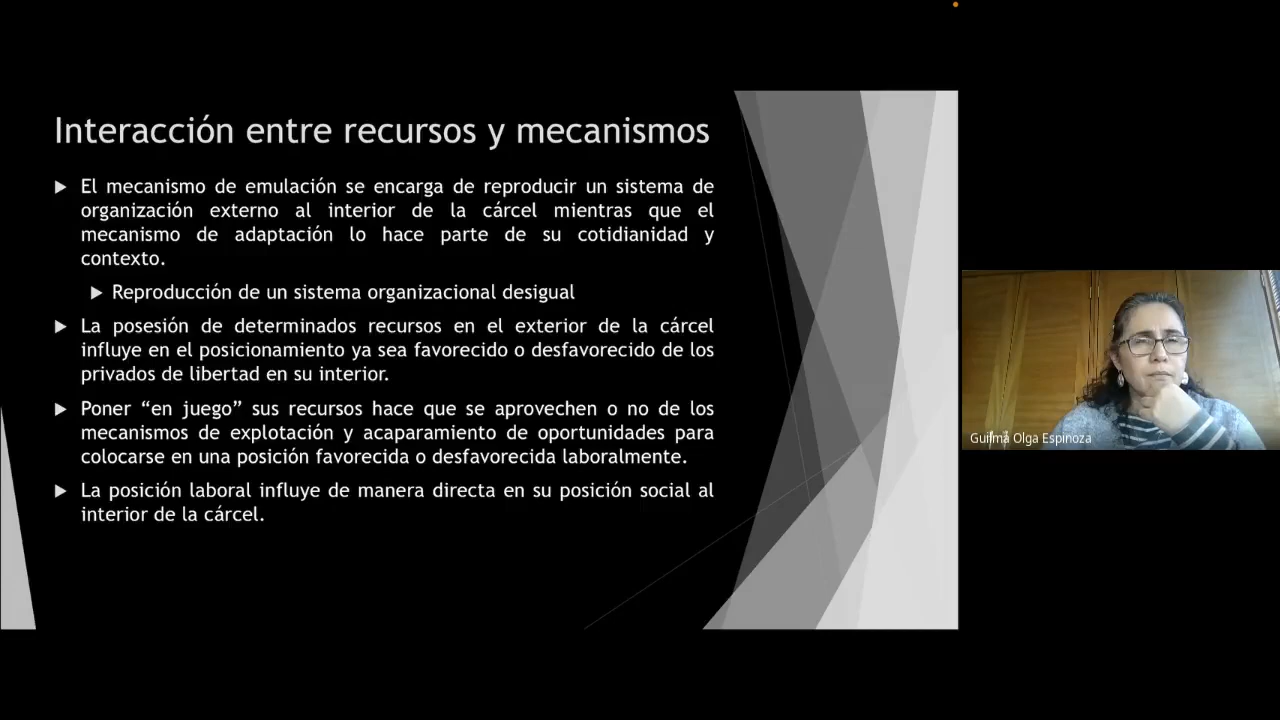 Interacción entre recursos y mecanismos
El mecanismo de emulación se encarga de reproducir un sistema de
organización externo al interior de la cárcel mientras que el
mecanismo de adaptación lo hace parte de su cotidianidad y
contexto.
Reproducción de un sistema organizacional desigual
La posesión de determinados recursos en el exterior de la cárcel
influye en el posicionamiento ya sea favorecido o desfavorecido de los
privados de libertad en su interior.
Poner “en juego” sus recursos hace que se aprovechen o no de los
mecanismos de explotación y acaparamiento de oportunidades para
colocarse en una posición favorecida o desfavorecida laboralmente.
La posición laboral influye de manera directa en su posición social al
interior de la cárcel.
Guilma Olga Espinoza